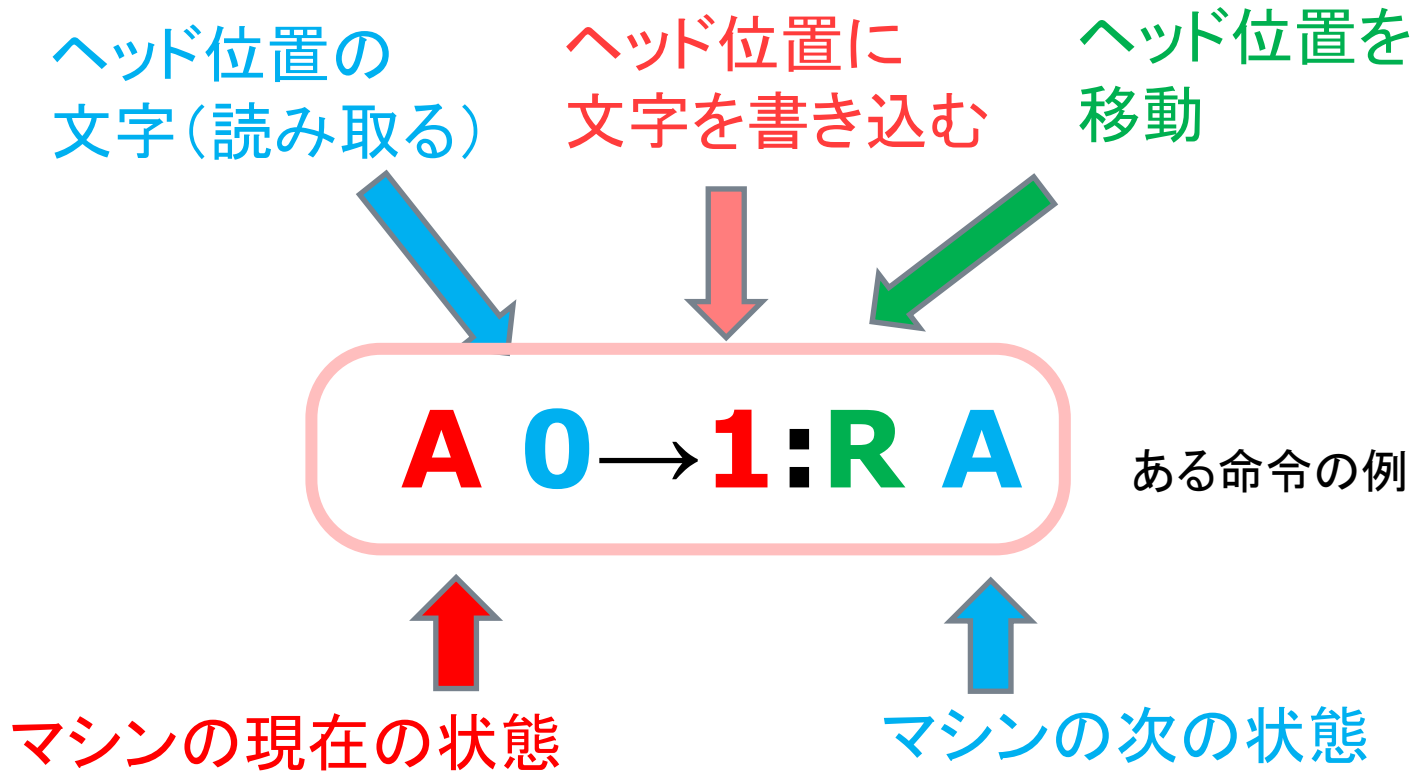 ヘッド位置の
文字(読み取る)
ヘッド位置に
文字を書き込む
ヘッド位置を
移動
A 0→1:R A
ある命令の例
マシンの現在の状態
マシンの次の状態